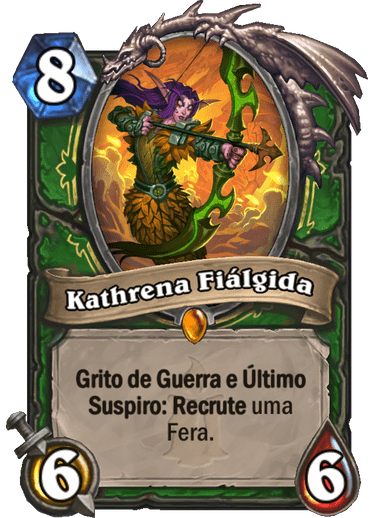 8
Kathrena Fiálgida
Grito de Guerra e Último
Suspiro: Recrute uma
Fera.
6
6